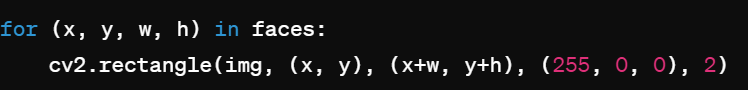 for (x, y, w, h) in faces:
    cv2.rectangle(img, (x, y), (x+w, y+h), (255, 0, 0), 2)